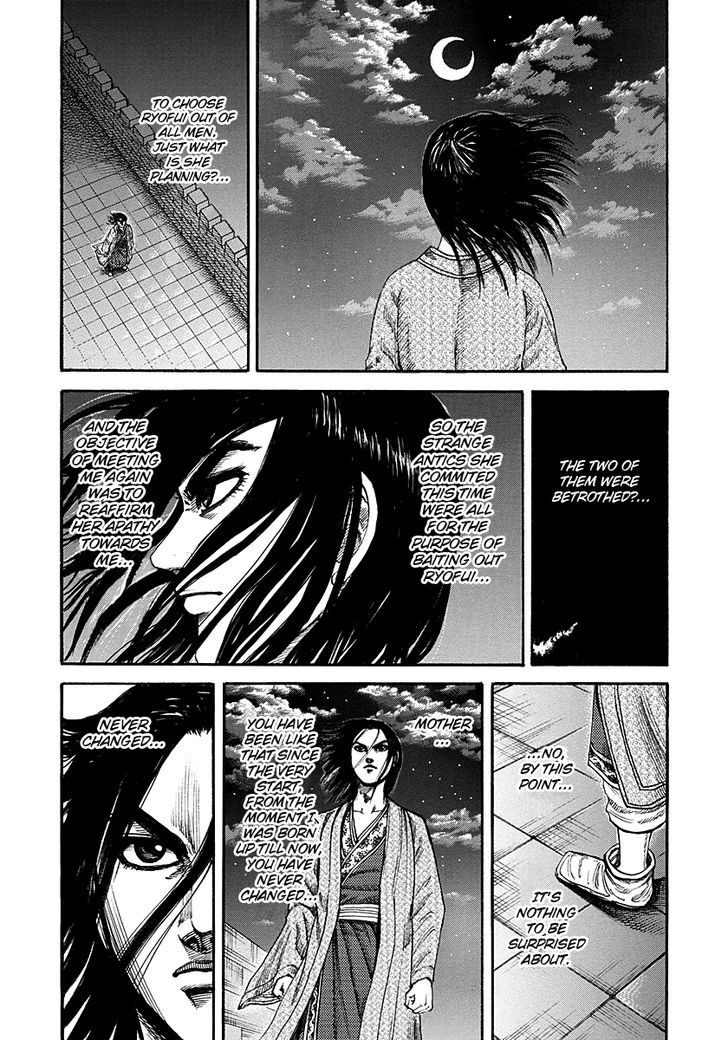 TO CHOOSE
RYOFUI OUT OF
ALL MEN,
JUST WHAT
IS SHE
PLANNING?...
THE TWO OF
THEM WERE
BETROTHED?...
SO THE
STRANGE
ANTICS SHE
COMMITED
THIS TIME
WERE ALL
FOR THE
PURPOSE OF
BAITING OUT
RYOFUI...
AND THE
OBJECTIVE
OF MEETING
ME AGAIN
WAS TO
REAFFIRM
HER APATHY
TOWARDS
ME...
....NO,
BY THIS
POINT...
IT'S
NOTHING
TO BE
SURPRISED
ABOUT.
MOTHER
...
YOU HAVE
BEEN LIKE
THAT SINCE
THE VERY
START,
FROM THE
MOMENT I
WAS BORN
UP TILL NOW,
YOU HAVE
NEVER
CHANGED...
NEVER
CHANGED...